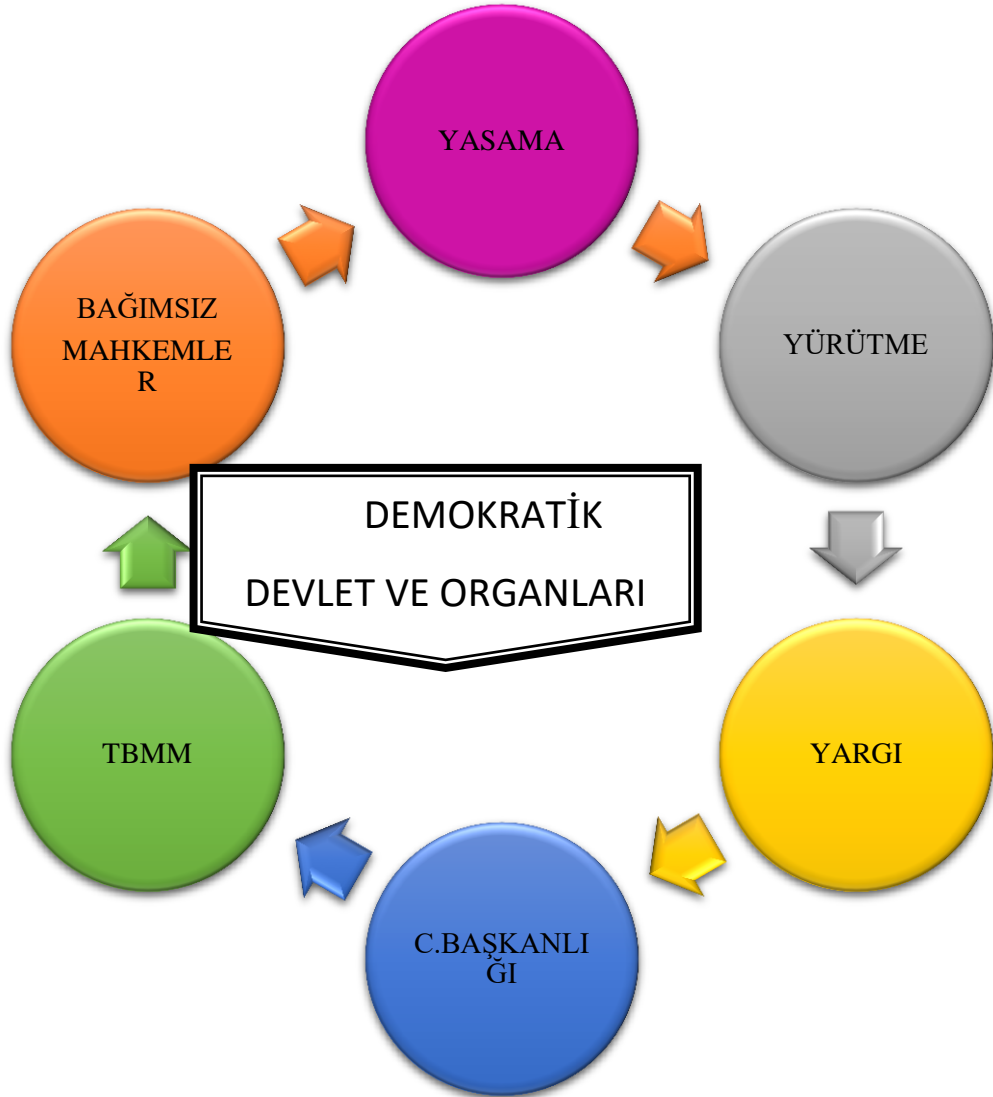 YASAMA
YÜRÜTME
YARGI
C.BAŞKANLI
ĞI
TBMM
BAĞIMSIZ
MAHKEMLE
R
DEMOKRATİK
DEVLET VE ORGANLARI